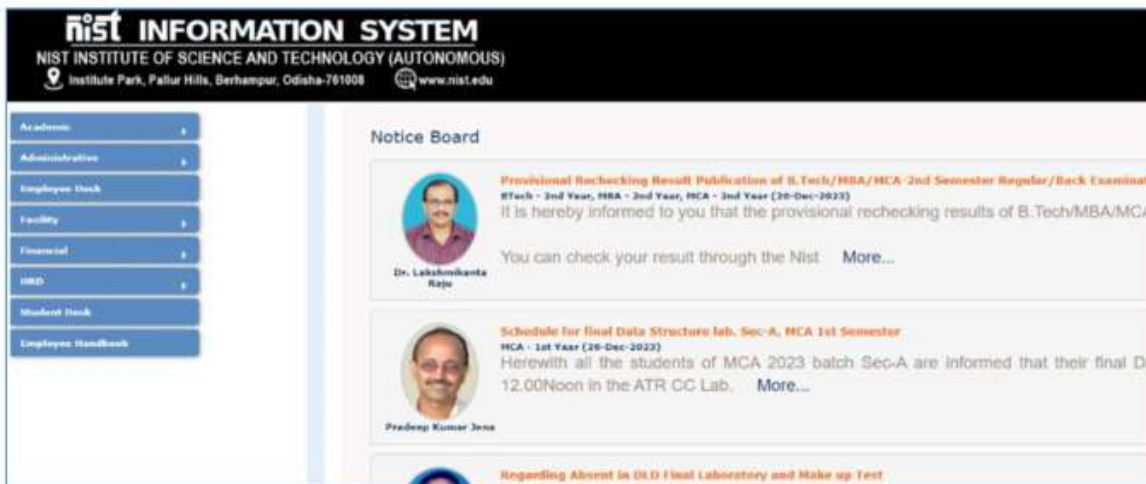 nist INFORMATION SYSTEM
NIST INSTITUTE OF SCIENCE AND TECHNOLOGY (AUTONOMOUS)
Institute Park, Pallur Hills, Berhampur, Odisha-761008 www.nist.edu
Academic
Administrative
Employee Desk
Facility
Financial
HRD
Student Desk
Employee Handbook
Notice Board
Provisional Rechecking Result Publication of B.Tech/MBA/MCA-2nd Semester Regular/Back Examinat
BTech - 2nd Year, MBA - 2nd Year, MCA - 2nd Year (20-Dec-2023)
It is hereby informed to you that the provisional rechecking results of B.Tech/MBA/MCA
You can check your result through the Nist More...
Dr. Lakshmikanta
Raju
Schedule for final Data Structure lab. Sec-A, MCA 1st Semester
MCA - 1st Year (26-Dec-2023)
Herewith all the students of MCA 2023 batch Sec-A are informed that their final D
12.00Noon in the ATR CC Lab. More...
Pradeep Kumar Jena
Regarding Absent in DLD Final Laboratory and Make up Test